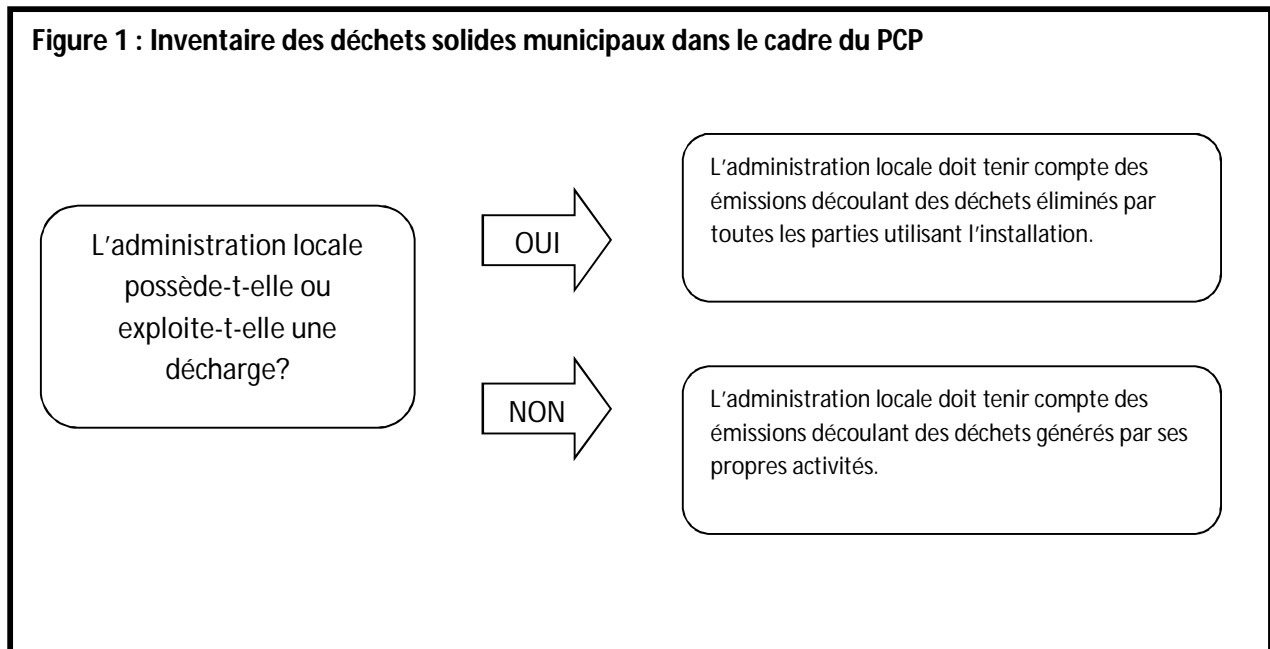 Figure 1 : Inventaire des déchets solides municipaux dans le cadre du PCP
L'administration locale
possède-t-elle ou
exploite-t-elle une
décharge?
OUI
L'administration locale doit tenir compte des
émissions découlant des déchets éliminés par
toutes les parties utilisant l'installation.
NON
L'administration locale doit tenir compte des
émissions découlant des déchets générés par ses
propres activités.